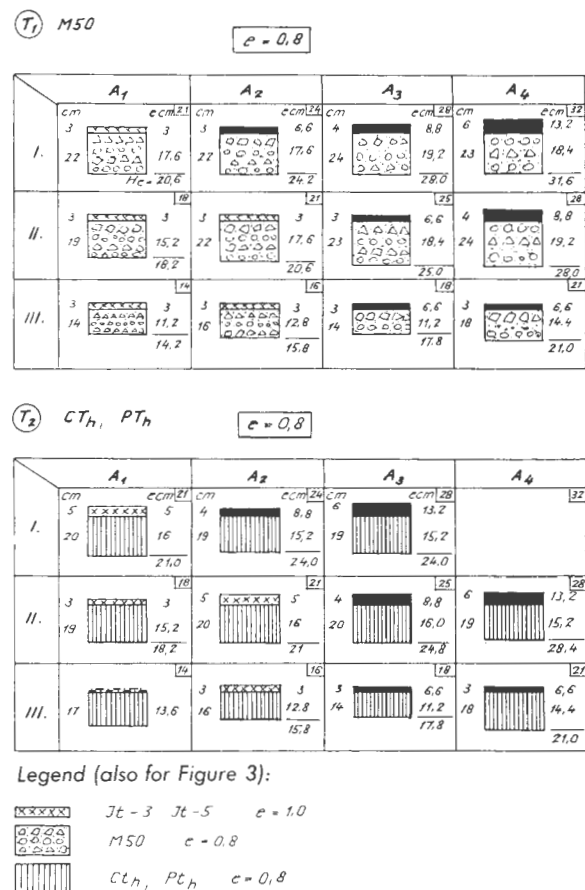 T1 M50
e = 0,8
A1 A2 A3 A4
cm ecm 21 cm ecm 24 cm ecm 28 cm ecm 32
I.
3 3 3 6,6 4 8,8 6 13,2
22 17,6 22 17,6 24 19,2 23 18,4
He = 20,6 24.2 28.0 31,6
II.
18 21 25 28
3 3 3 3 3 6,6 4 8,8
19 15,2 22 17,6 23 18,4 24 19,2
18,2 20,6 25,0 28,0
III.
14 16 18 21
3 3 3 3 3 6,6 3 6,6
14 11,2 16 12,8 14 11,2 18 14.4
14,2 15,8 17,8 21,0
T2 CTh, PTh
e = 0,8
A1 A2 A3 A4
cm ecm 21 cm ecm 24 cm ecm 28 32
I.
5 5 4 8,8 6 13.2
20 16 19 15,2 19 15,2
21,0 24,0 24.0
II.
18 21 25 28
3 3 5 5 4 8,8 6 13,2
19 15,2 20 16 20 16,0 19 15,2
18,2 21 24,8 28,4
III.
14 16 18 21
17 13,6 3 3 3 6,6 3 6,6
16 12,8 14 11,2 18 14,4
15,8 17,8 21,0
Legend (also for Figure 3):
Jt-3 Jt-5 e = 1,0
M50 e = 0,8
Cth, Pth e = 0,8